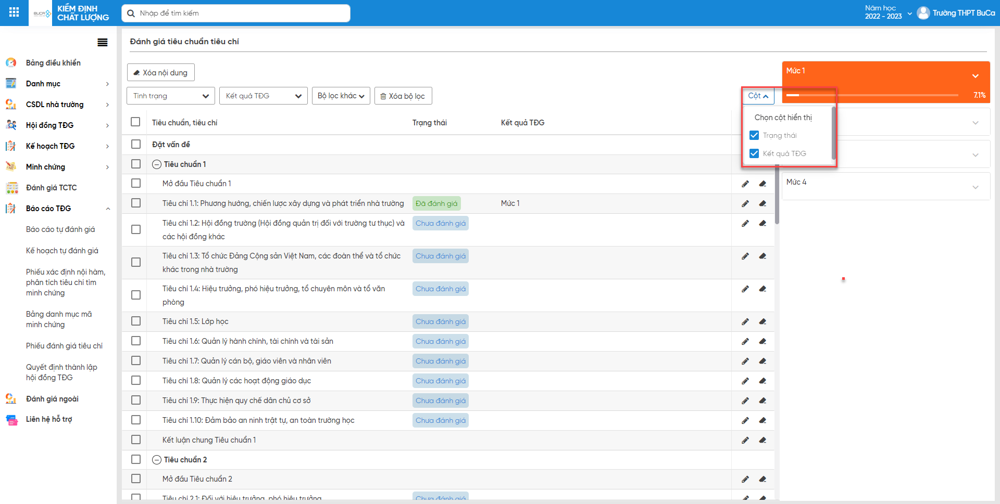 BUCA
KIỂM ĐỊNH
CHẤT LƯỢNG
Nhập để tìm kiếm
Năm học
2022 - 2023
Trường THPT BuCa
Bảng điều khiển
Danh mục
CSDL nhà trường
Hội đồng TĐG
Kế hoạch TĐG
Minh chứng
Đánh giá TCTC
Báo cáo TĐG
Báo cáo tự đánh giá
Kế hoạch tự đánh giá
Phiếu xác định nội hàm,
phân tích tiêu chí tìm
minh chứng
Bảng danh mục mã
minh chứng
Phiếu đánh giá tiêu chí
Quyết định thành lập
hội đồng TĐG
Đánh giá ngoài
Liên hệ hỗ trợ
Đánh giá tiêu chuẩn tiêu chí
Xóa nội dung
Tình trạng
Kết quả TĐG
Bộ lọc khác
Xóa bộ lọc
Cột
Chọn cột hiển thị
Trạng thái
Kết quả TĐG
Tiêu chuẩn, tiêu chí
Trạng thái
Kết quả TĐG
Đặt vấn đề
Tiêu chuẩn 1
Mở đầu Tiêu chuẩn 1
Tiêu chí 1.1: Phương hướng, chiến lược xây dựng và phát triển nhà trường
Đã đánh giá
Mức 1
Tiêu chí 1.2: Hội đồng trường (Hội đồng quản trị đối với trường tư thục) và
các hội đồng khác
Chưa đánh giá
Tiêu chí 1.3: Tổ chức Đảng Cộng sản Việt Nam, các đoàn thể và tổ chức
khác trong nhà trường
Chưa đánh giá
Tiêu chí 1.4: Hiệu trưởng, phó hiệu trưởng, tổ chuyên môn và tổ văn
phòng
Chưa đánh giá
Tiêu chí 1.5: Lớp học
Chưa đánh giá
Tiêu chí 1.6: Quản lý hành chính, tài chính và tài sản
Chưa đánh giá
Tiêu chí 1.7: Quản lý cán bộ, giáo viên và nhân viên
Chưa đánh giá
Tiêu chí 1.8: Quản lý các hoạt động giáo dục
Chưa đánh giá
Tiêu chí 1.9: Thực hiện quy chế dân chủ cơ sở
Chưa đánh giá
Tiêu chí 1.10: Đảm bảo an ninh trật tự, an toàn trường học
Chưa đánh giá
Kết luận chung Tiêu chuẩn 1
Tiêu chuẩn 2
Mở đầu Tiêu chuẩn 2
Tiêu chí 2.1: Đối với hiệu trưởng, phó hiệu trưởng
Chưa đánh giá
Mức 1
7.1%
Mức 4